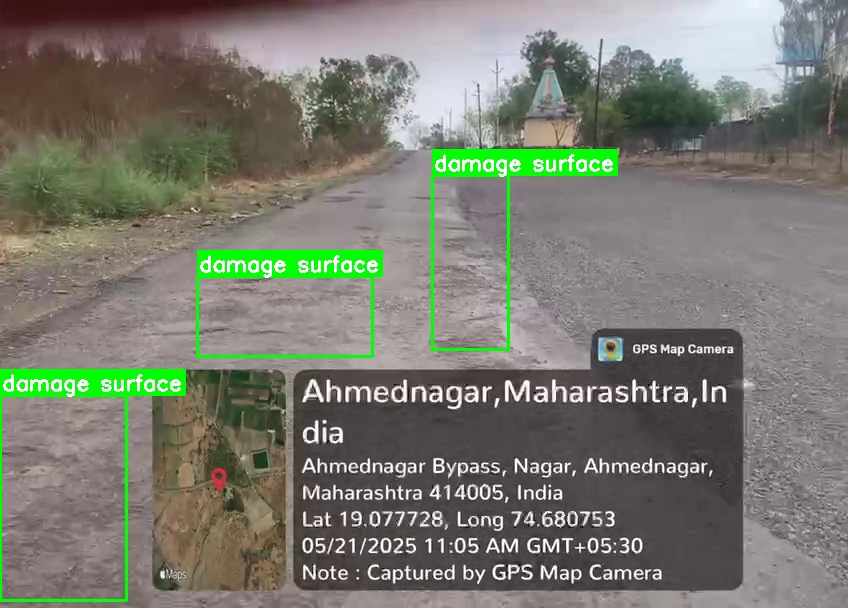 damage surface
damage surface
damage surface
GPS Map Camera
Ahmednagar,Maharashtra,In
dia
Ahmednagar Bypass, Nagar, Ahmednagar,
Maharashtra 414005, India
Lat 19.077728, Long 74.680753
05/21/2025 11:05 AM GMT+05:30
Note : Captured by GPS Map Camera
Maps